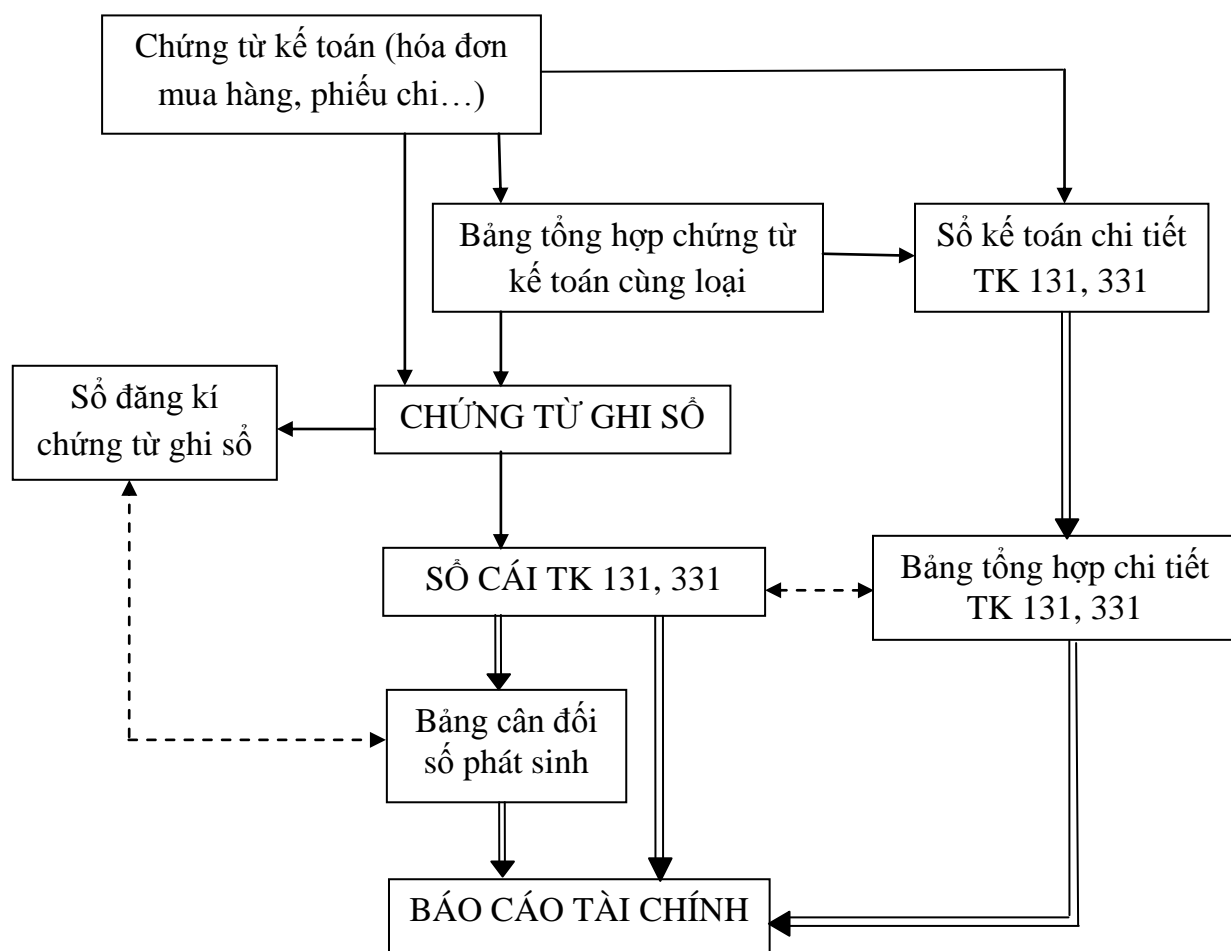 Chứng từ kế toán (hóa đơn
mua hàng, phiếu chi…)
Bảng tổng hợp chứng từ
kế toán cùng loại
Sổ kế toán chi tiết
TK 131, 331
Sổ đăng kí
chứng từ ghi sổ
CHỨNG TỪ GHI SỔ
SỔ CÁI TK 131, 331
Bảng tổng hợp chi tiết
TK 131, 331
Bảng cân đối
số phát sinh
BÁO CÁO TÀI CHÍNH